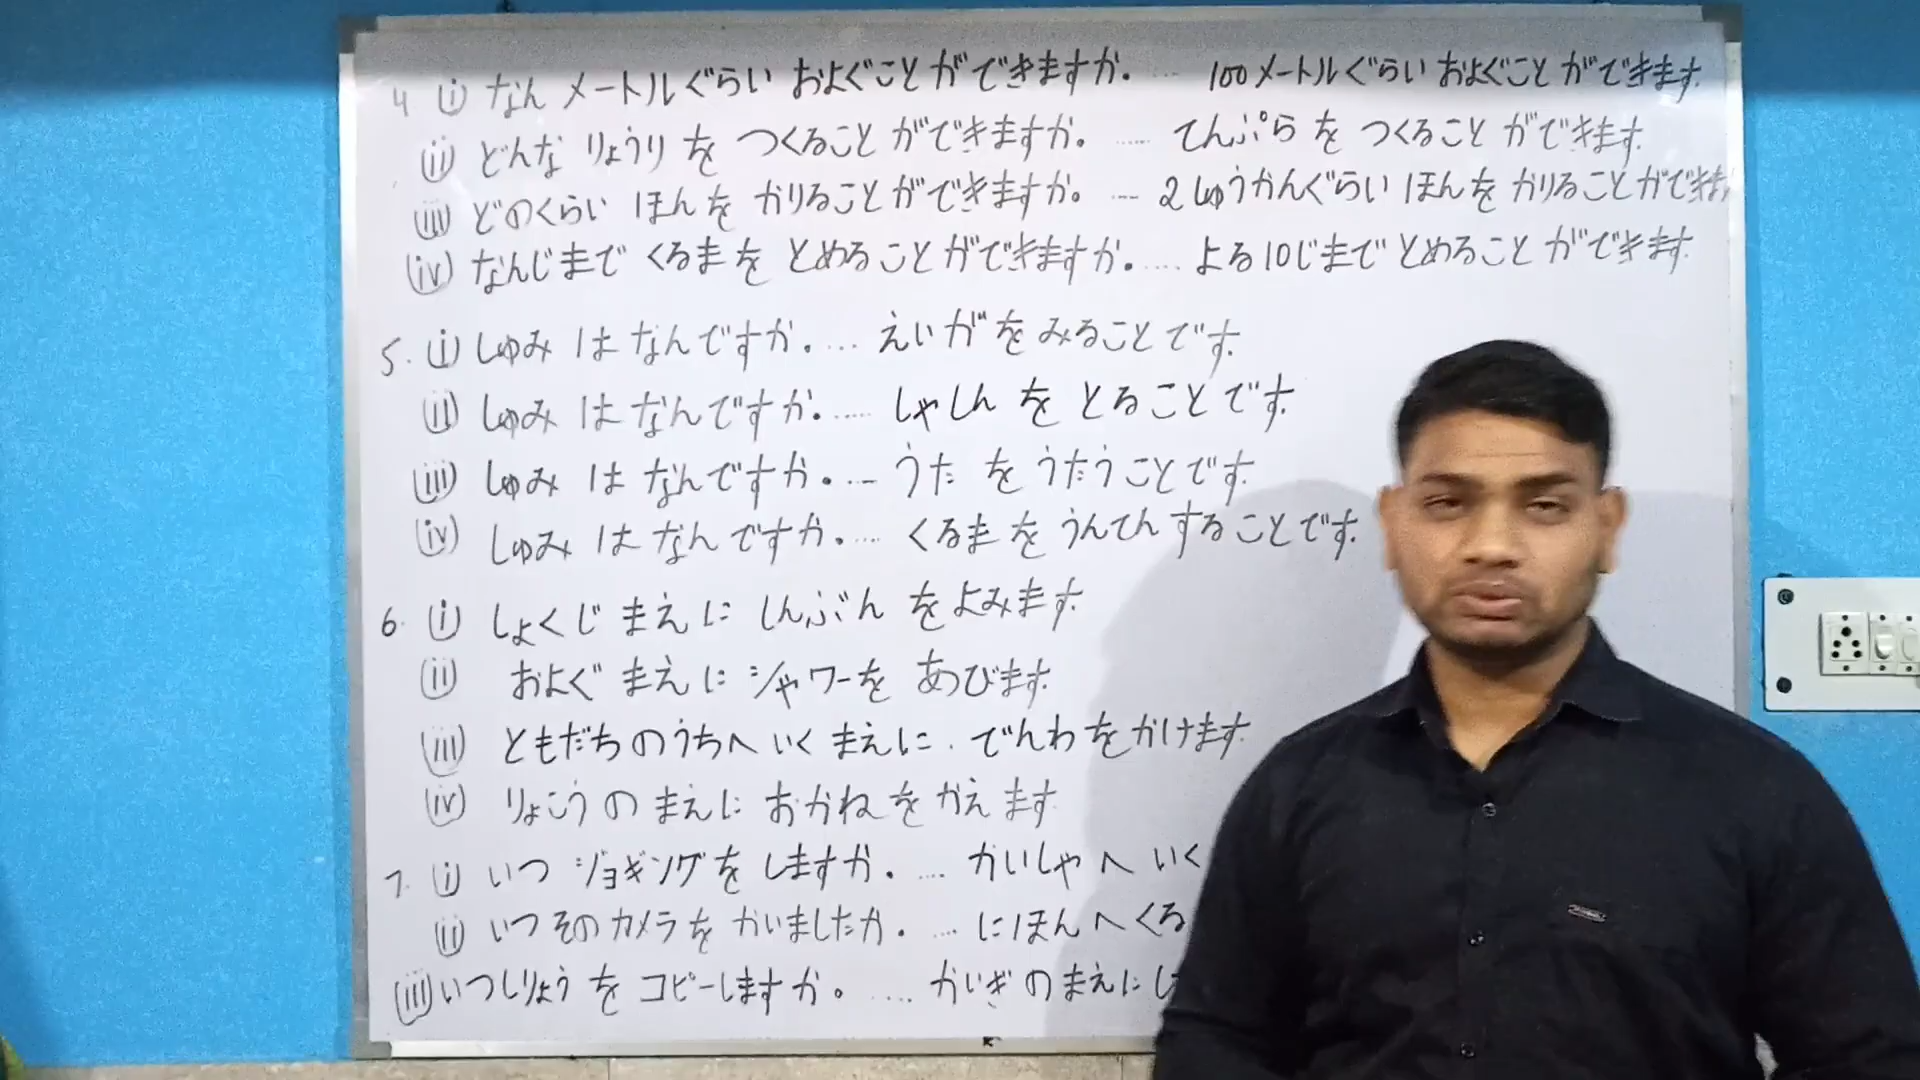 4 (i) なん メートルぐらい およぐことができますか。.... 100メートルぐらい およぐことができます.
(ii) どんな りょうり を つくること ができますか。...... てんぷら を つくること ができます.
(iii) どのくらい ほん を かりることができますか。.... 2しゅうかんぐらい ほん を かりることができ
(iv) なんじまで くるま を とめることができますか。.... よる10じまで とめること ができます.
5. (i) しゅみ は なんですか。.... えいが を みることです.
(ii) しゅみ は なんですか。..... しゃしん を とることです.
(iii) しゅみ は なんですか。... うた を うたうことです.
(iv) しゅみ は なんですか。.... くるま を うんてんすることです.
6. (i) しょくじ まえに しんぶん をよみます.
(ii) およぐ まえに シャワーを あびます.
(iii) ともだちのうちへ いく まえに. でんわをかけます.
(iv) りょこう の まえに おかね を かえます
7. (i) いつ ジョギングを しますか。.... かいしゃ へ いく
(ii) いつ その カメラ を かいましたか。.... にほん へ くる
(iii) いつ しりょう を コピーしますか。.... かいぎ の まえに し